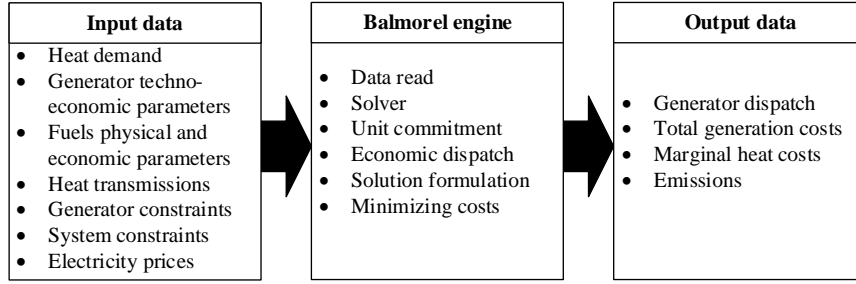 Input data
• Heat demand
• Generator techno-
economic parameters
• Fuels physical and
economic parameters
• Heat transmissions
• Generator constraints
• System constraints
• Electricity prices
Balmorel engine
• Data read
• Solver
• Unit commitment
• Economic dispatch
• Solution formulation
• Minimizing costs
Output data
• Generator dispatch
• Total generation costs
• Marginal heat costs
• Emissions